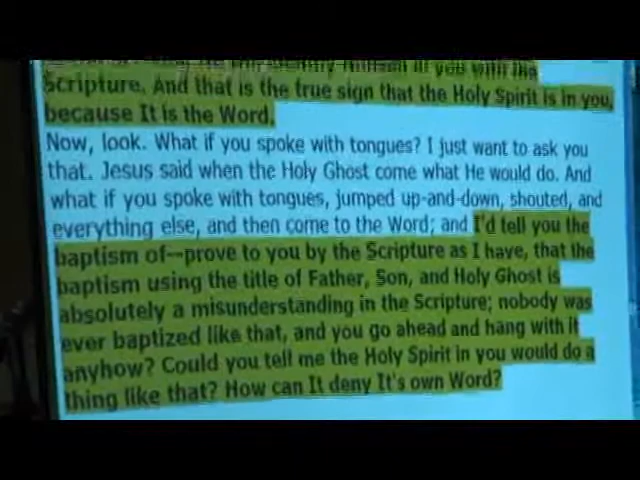 in you with the
Scripture. And that is the true sign that the Holy Spirit is in you,
because It is the Word.
Now, look. What if you spoke with tongues? I just want to ask you
that. Jesus said when the Holy Ghost come what He would do. And
what if you spoke with tongues, jumped up-and-down, shouted, and
everything else, and then come to the Word; and I'd tell you the
baptism of--prove to you by the Scripture as I have, that the
baptism using the title of Father, Son, and Holy Ghost is
absolutely a misunderstanding in the Scripture; nobody was
ever baptized like that, and you go ahead and hang with it
anyhow? Could you tell me the Holy Spirit in you would do a
thing like that? How can It deny It's own Word?